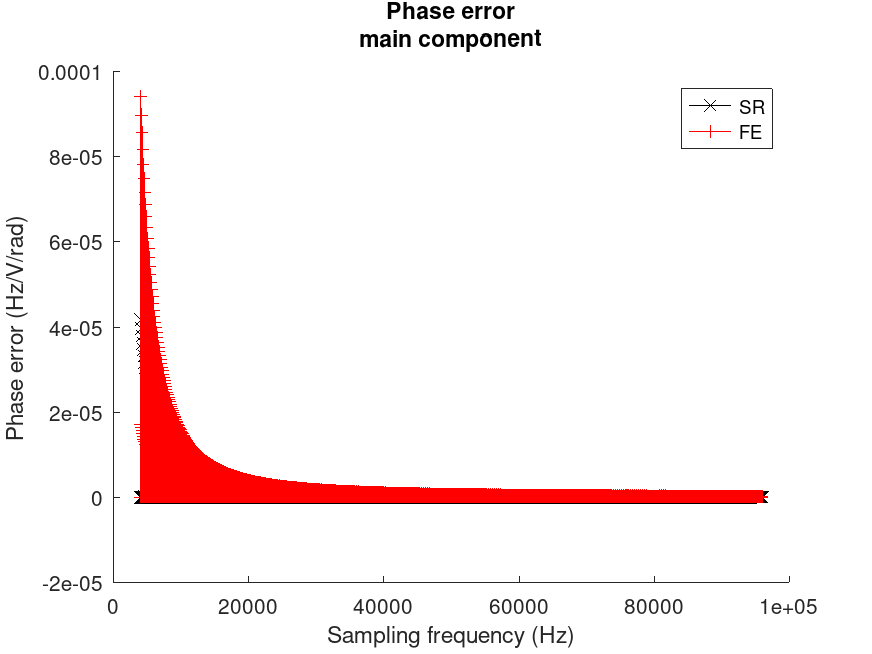 Phase error
main component
0.0001
8e-05
6e-05
4e-05
2e-05
0
-2e-05
Phase error (Hz/V/rad)
SR
FE
0
20000
40000
60000
80000
1e+05
Sampling frequency (Hz)